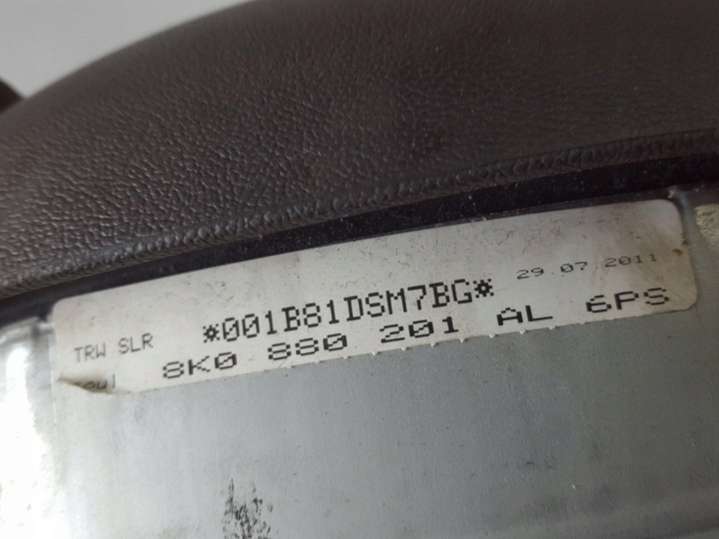 TRW SLR *001B81DSM7BG* 29.07.2011
8K0 880 201 AL 6PS